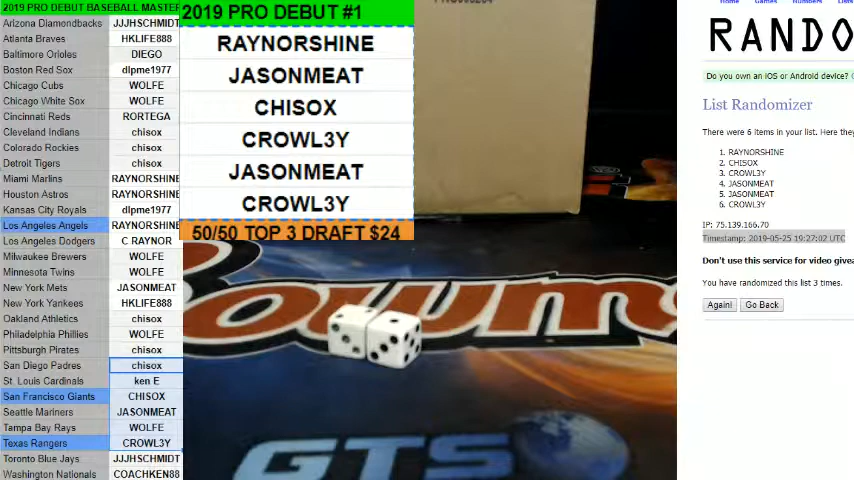 2019 PRO DEBUT BASEBALL MASTER
Arizona Diamondbacks JJJHSCHMIDT
Atlanta Braves HKLIFE888
Baltimore Orioles DIEGO
Boston Red Sox dlpme1977
Chicago Cubs WOLFE
Chicago White Sox WOLFE
Cincinnati Reds RORTEGA
Cleveland Indians chisox
Colorado Rockies chisox
Detroit Tigers chisox
Miami Marlins RAYNORSHINE
Houston Astros RAYNORSHINE
Kansas City Royals dlpme1977
Los Angeles Angels RAYNORSHINE
Los Angeles Dodgers C RAYNOR
Milwaukee Brewers WOLFE
Minnesota Twins WOLFE
New York Mets JASONMEAT
New York Yankees HKLIFE888
Oakland Athletics chisox
Philadelphia Phillies WOLFE
Pittsburgh Pirates chisox
San Diego Padres chisox
St. Louis Cardinals ken E
San Francisco Giants CHISOX
Seattle Mariners JASONMEAT
Tampa Bay Rays WOLFE
Texas Rangers CROWL3Y
Toronto Blue Jays JJJHSCHMIDT
Washington Nationals COACHKEN88
2019 PRO DEBUT #1
RAYNORSHINE
JASONMEAT
CHISOX
CROWL3Y
JASONMEAT
CROWL3Y
50/50 TOP 3 DRAFT $24
Bowm
GTS
Home Games Numbers Lists
RANDO
Do you own an iOS or Android device?
List Randomizer
There were 6 items in your list. Here they
1. RAYNORSHINE
2. CHISOX
3. CROWL3Y
4. JASONMEAT
5. JASONMEAT
6. CROWL3Y
IP: 75.139.166.70
Timestamp: 2019-05-25 19:27:02 UTC
Don't use this service for video givea
You have randomized this list 3 times.
Again! Go Back